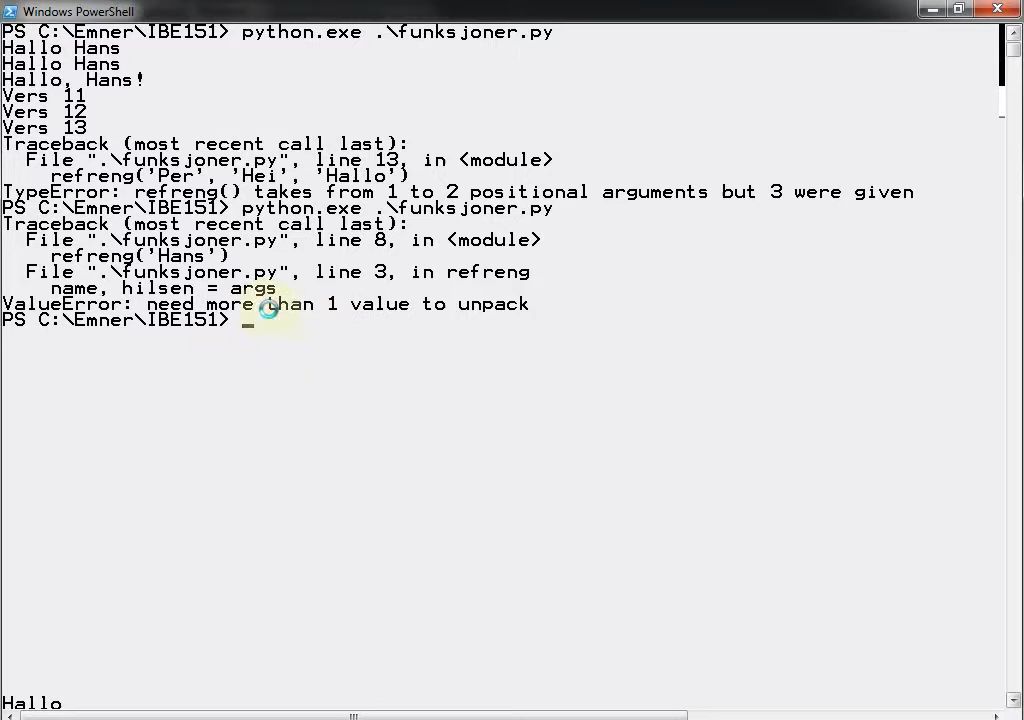 Windows PowerShell
PS C:\Emner\IBE151> python.exe .\funksjoner.py
Hallo Hans
Hallo Hans
Hallo, Hans!
Vers 11
Vers 12
Vers 13
Traceback (most recent call last):
  File ".\funksjoner.py", line 13, in <module>
    refreng('Per', 'Hei', 'Hallo')
TypeError: refreng() takes from 1 to 2 positional arguments but 3 were given
PS C:\Emner\IBE151> python.exe .\funksjoner.py
Traceback (most recent call last):
  File ".\funksjoner.py", line 8, in <module>
    refreng('Hans')
  File ".\funksjoner.py", line 3, in refreng
    name, hilsen = args
ValueError: need more than 1 value to unpack
PS C:\Emner\IBE151> _
Hallo